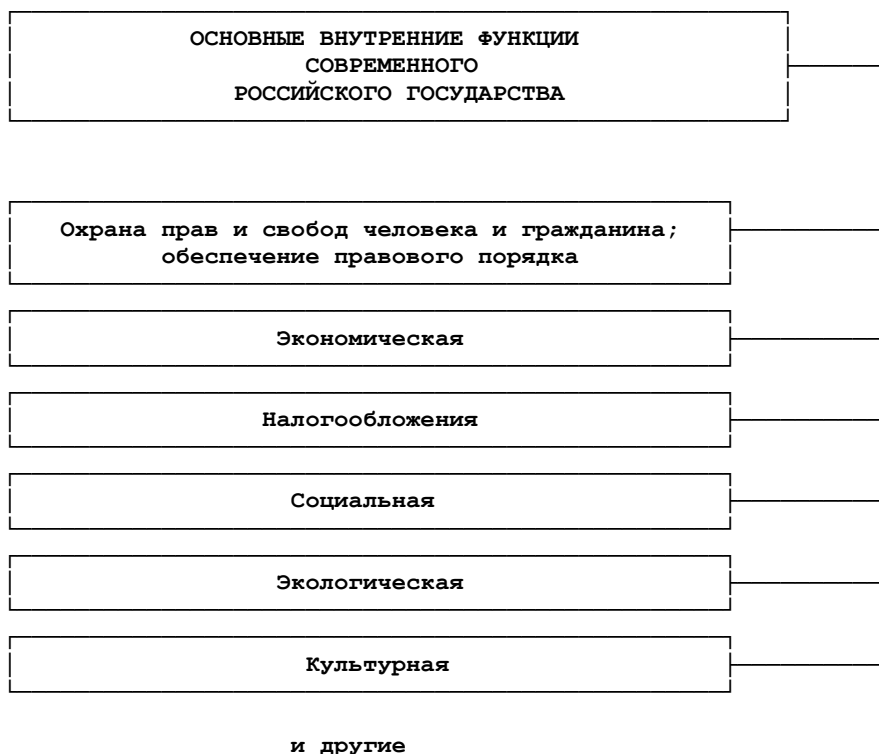 ОСНОВНЫЕ ВНУТРЕННИЕ ФУНКЦИИ
СОВРЕМЕННОГО
РОССИЙСКОГО ГОСУДАРСТВА
Охрана прав и свобод человека и гражданина;
обеспечение правового порядка
Экономическая
Налогообложения
Социальная
Экологическая
Культурная
и другие